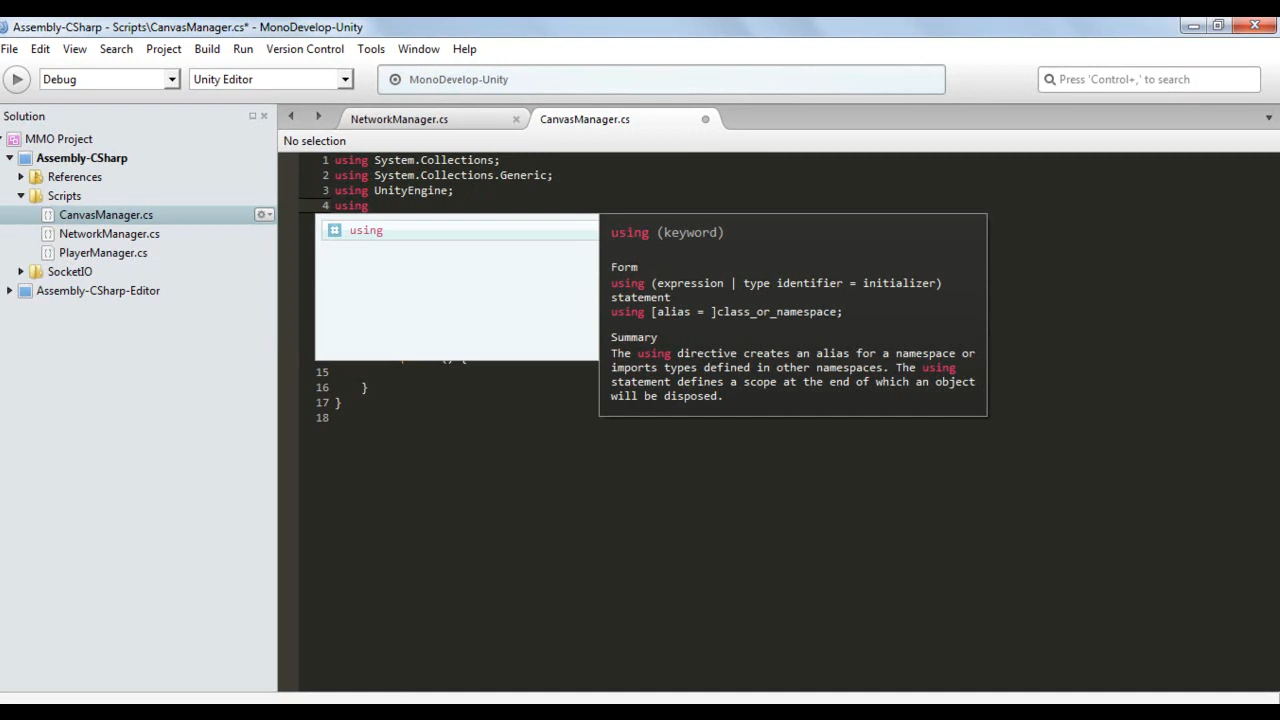 Assembly-CSharp - Scripts\CanvasManager.cs* - MonoDevelop-Unity
File Edit View Search Project Build Run Version Control Tools Window Help
Debug Unity Editor MonoDevelop-Unity Press 'Control+,' to search
Solution
NetworkManager.cs CanvasManager.cs
MMO Project
No selection
Assembly-CSharp
References
Scripts
CanvasManager.cs
NetworkManager.cs
PlayerManager.cs
SocketIO
Assembly-CSharp-Editor
1 using System.Collections;
2 using System.Collections.Generic;
3 using UnityEngine;
4 using
using
using (keyword)
Form
using (expression | type identifier = initializer)
statement
using [alias = ]class_or_namespace;
Summary
The using directive creates an alias for a namespace or
imports types defined in other namespaces. The using
statement defines a scope at the end of which an object
will be disposed.
15
16 }
17 }
18